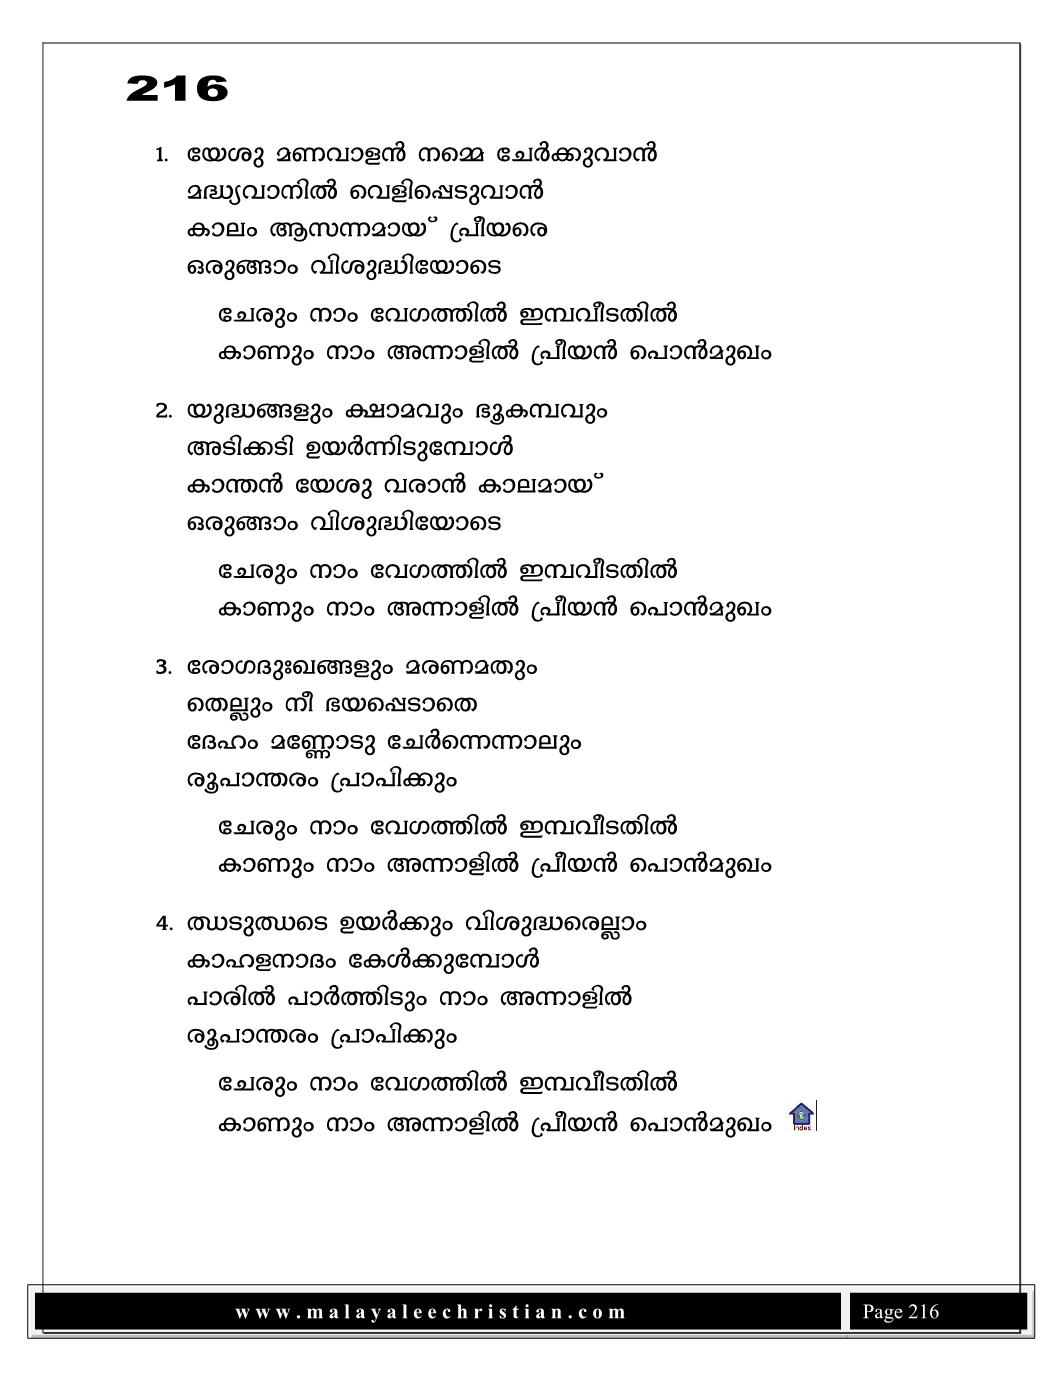 216
1. യേശു മണവാളൻ നമ്മെ ചേർക്കുവാൻ
മദ്ധ്യവാനിൽ വെളിപ്പെടുവാൻ
കാലം ആസന്നമായ് പ്രീയരെ
ഒരുങ്ങാം വിശുദ്ധിയോടെ
ചേരും നാം വേഗത്തിൽ ഇമ്പവീടതിൽ
കാണും നാം അന്നാളിൽ പ്രീയൻ പൊൻമുഖം
2. യുദ്ധങ്ങളും ക്ഷാമവും ഭൂകമ്പവും
അടിക്കടി ഉയർന്നിടുമ്പോൾ
കാന്തൻ യേശു വരാൻ കാലമായ്
ഒരുങ്ങാം വിശുദ്ധിയോടെ
ചേരും നാം വേഗത്തിൽ ഇമ്പവീടതിൽ
കാണും നാം അന്നാളിൽ പ്രീയൻ പൊൻമുഖം
3. രോഗദുഃഖങ്ങളും മരണമതും
തെല്ലും നീ ഭയപ്പെടാതെ
ദേഹം മണ്ണോടു ചേർന്നെന്നാലും
രൂപാന്തരം പ്രാപിക്കും
ചേരും നാം വേഗത്തിൽ ഇമ്പവീടതിൽ
കാണും നാം അന്നാളിൽ പ്രീയൻ പൊൻമുഖം
4. ഝടുഝടെ ഉയർക്കും വിശുദ്ധരെല്ലാം
കാഹളനാദം കേൾക്കുമ്പോൾ
പാരിൽ പാർത്തിടും നാം അന്നാളിൽ
രൂപാന്തരം പ്രാപിക്കും
ചേരും നാം വേഗത്തിൽ ഇമ്പവീടതിൽ
കാണും നാം അന്നാളിൽ പ്രീയൻ പൊൻമുഖം
Index
www.malayaleechristian.com
Page 216